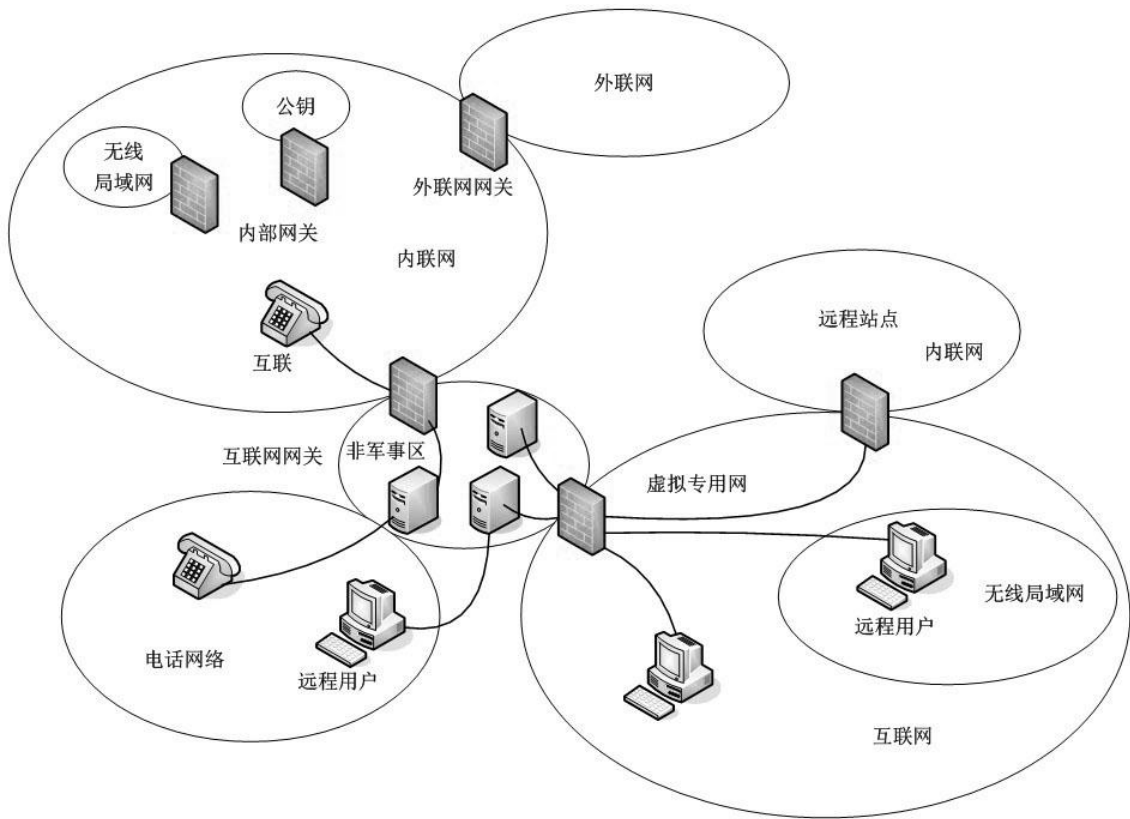 外联网
公钥
无线
局域网
外联网网关
内部网关
内联网
互联
远程站点
内联网
互联网网关
非军事区
虚拟专用网
无线局域网
远程用户
电话网络
远程用户
互联网